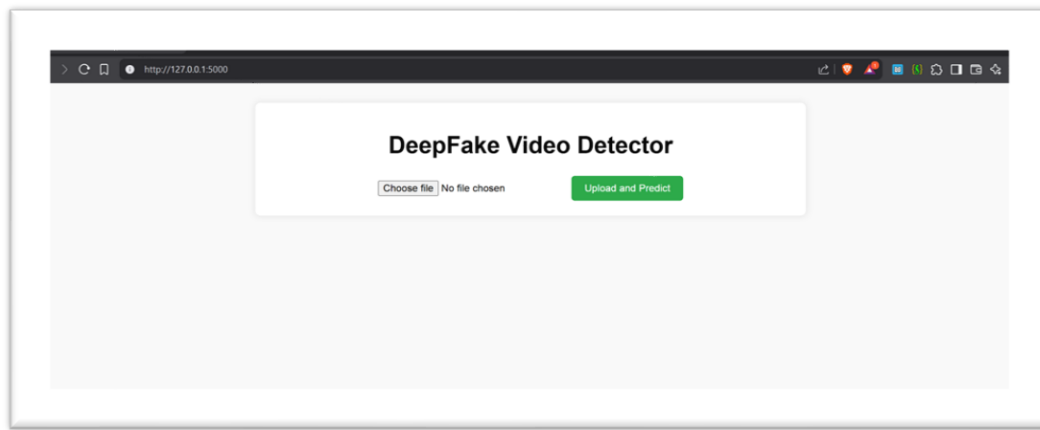 http://127.0.0.1:5000
DeepFake Video Detector
Choose file No file chosen Upload and Predict